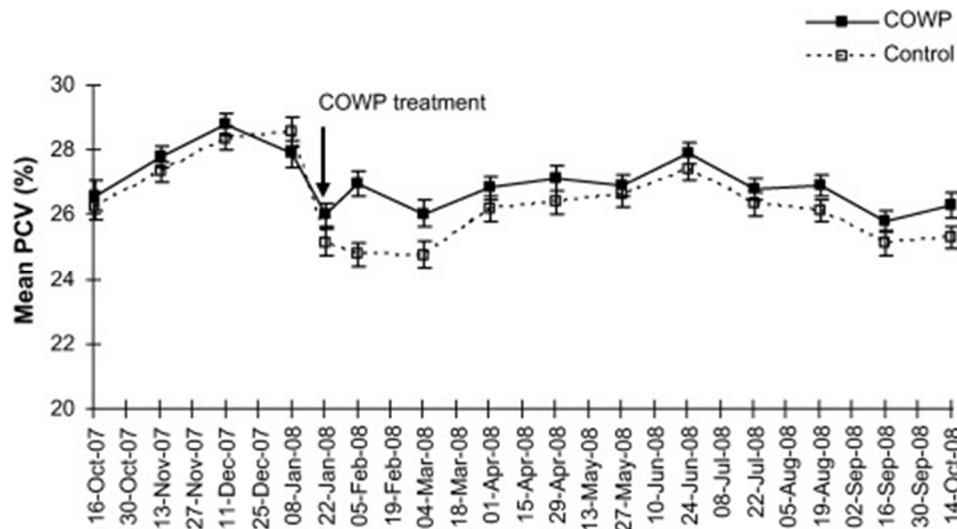 COWP
Control
COWP treatment
Mean PCV (%)
30
28
26
24
22
20
16-Oct-07
30-Oct-07
13-Nov-07
27-Nov-07
11-Dec-07
25-Dec-07
08-Jan-08
22-Jan-08
05-Feb-08
19-Feb-08
04-Mar-08
18-Mar-08
01-Apr-08
15-Apr-08
29-Apr-08
13-May-08
27-May-08
10-Jun-08
24-Jun-08
08-Jul-08
22-Jul-08
05-Aug-08
19-Aug-08
02-Sep-08
16-Sep-08
30-Sep-08
14-Oct-08